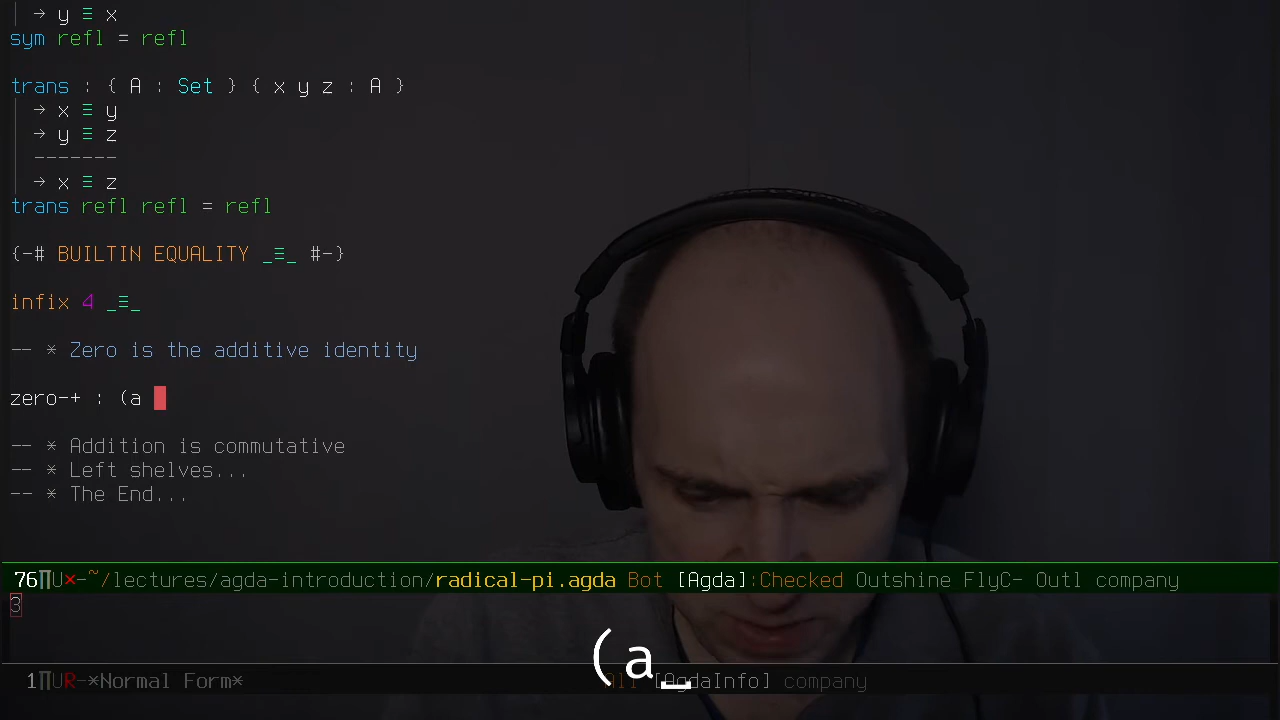 → y ≡ x
sym refl = refl
trans : { A : Set } { x y z : A }
→ x ≡ y
→ y ≡ z
-------
→ x ≡ z
trans refl refl = refl
{-# BUILTIN EQUALITY _≡_ #-}
infix 4 _≡_
-- * Zero is the additive identity
zero-+ : (a
-- * Addition is commutative
-- * Left shelves...
-- * The End...
76∏U×-~/lectures/agda-introduction/radical-pi.agda Bot [Agda]:Checked Outshine FlyC- Outl company
3
(a_
1∏UR-*Normal Form* All [AgdaInfo] company